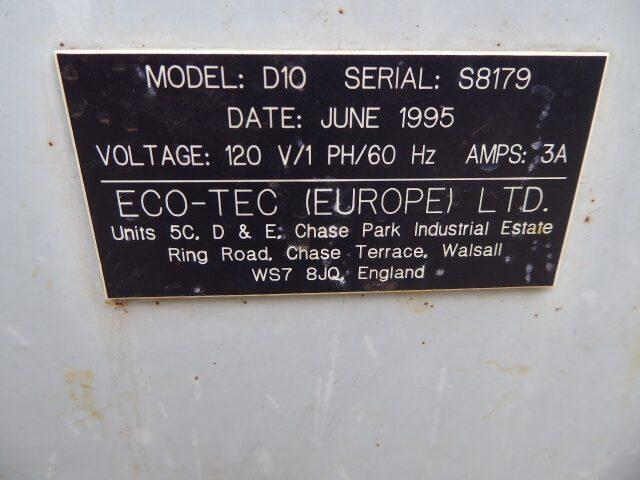 MODEL: D10 SERIAL: S8179
DATE: JUNE 1995
VOLTAGE: 120 V/1 PH/60 Hz AMPS: 3A
ECO-TEC (EUROPE) LTD.
Units 5C, D & E, Chase Park Industrial Estate
Ring Road, Chase Terrace, Walsall
WS7 8JQ, England